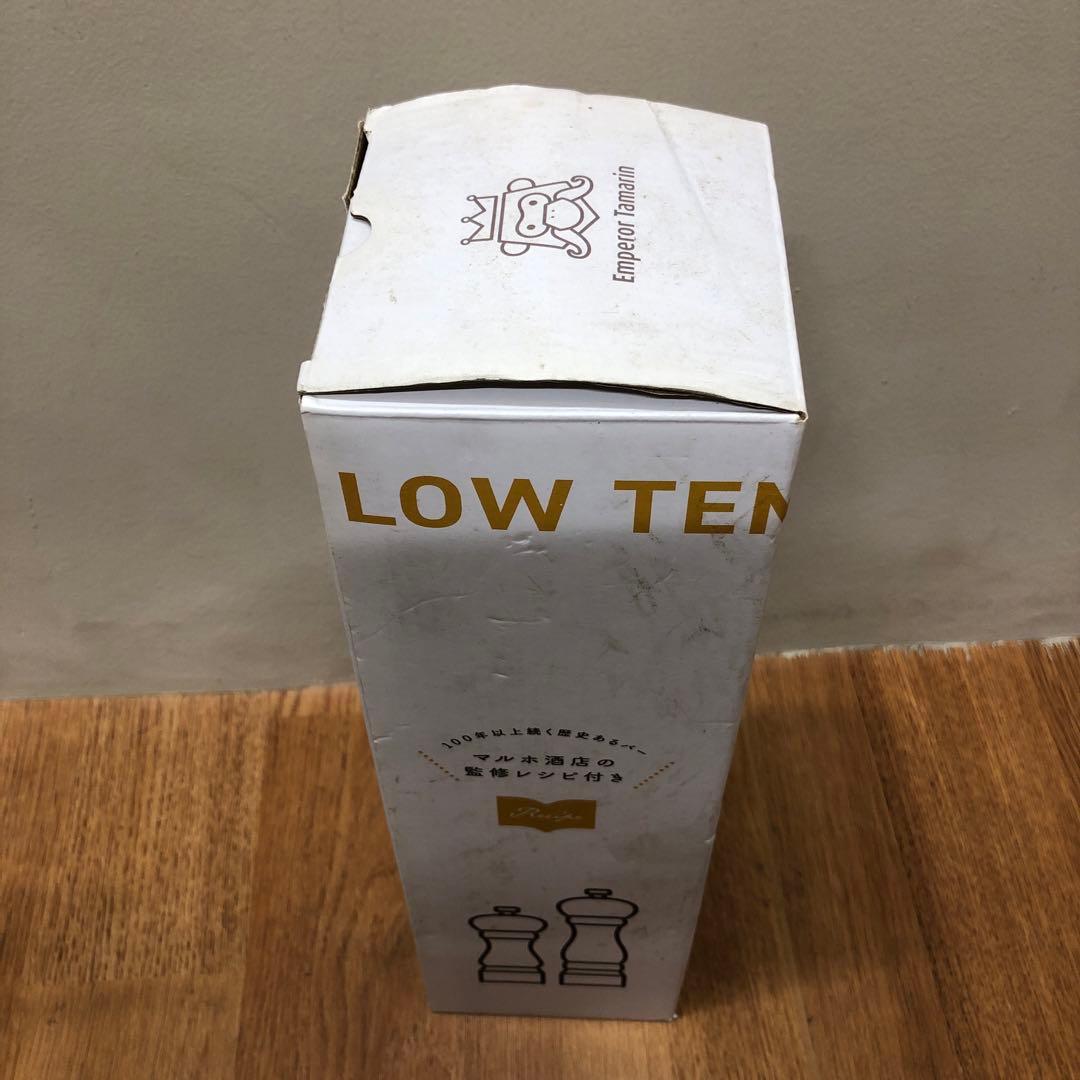 Emperor Tamarin
LOW TEM
100年以上続く歴史あるバー
マルホ酒店の
監修レシピ付き
Recipe